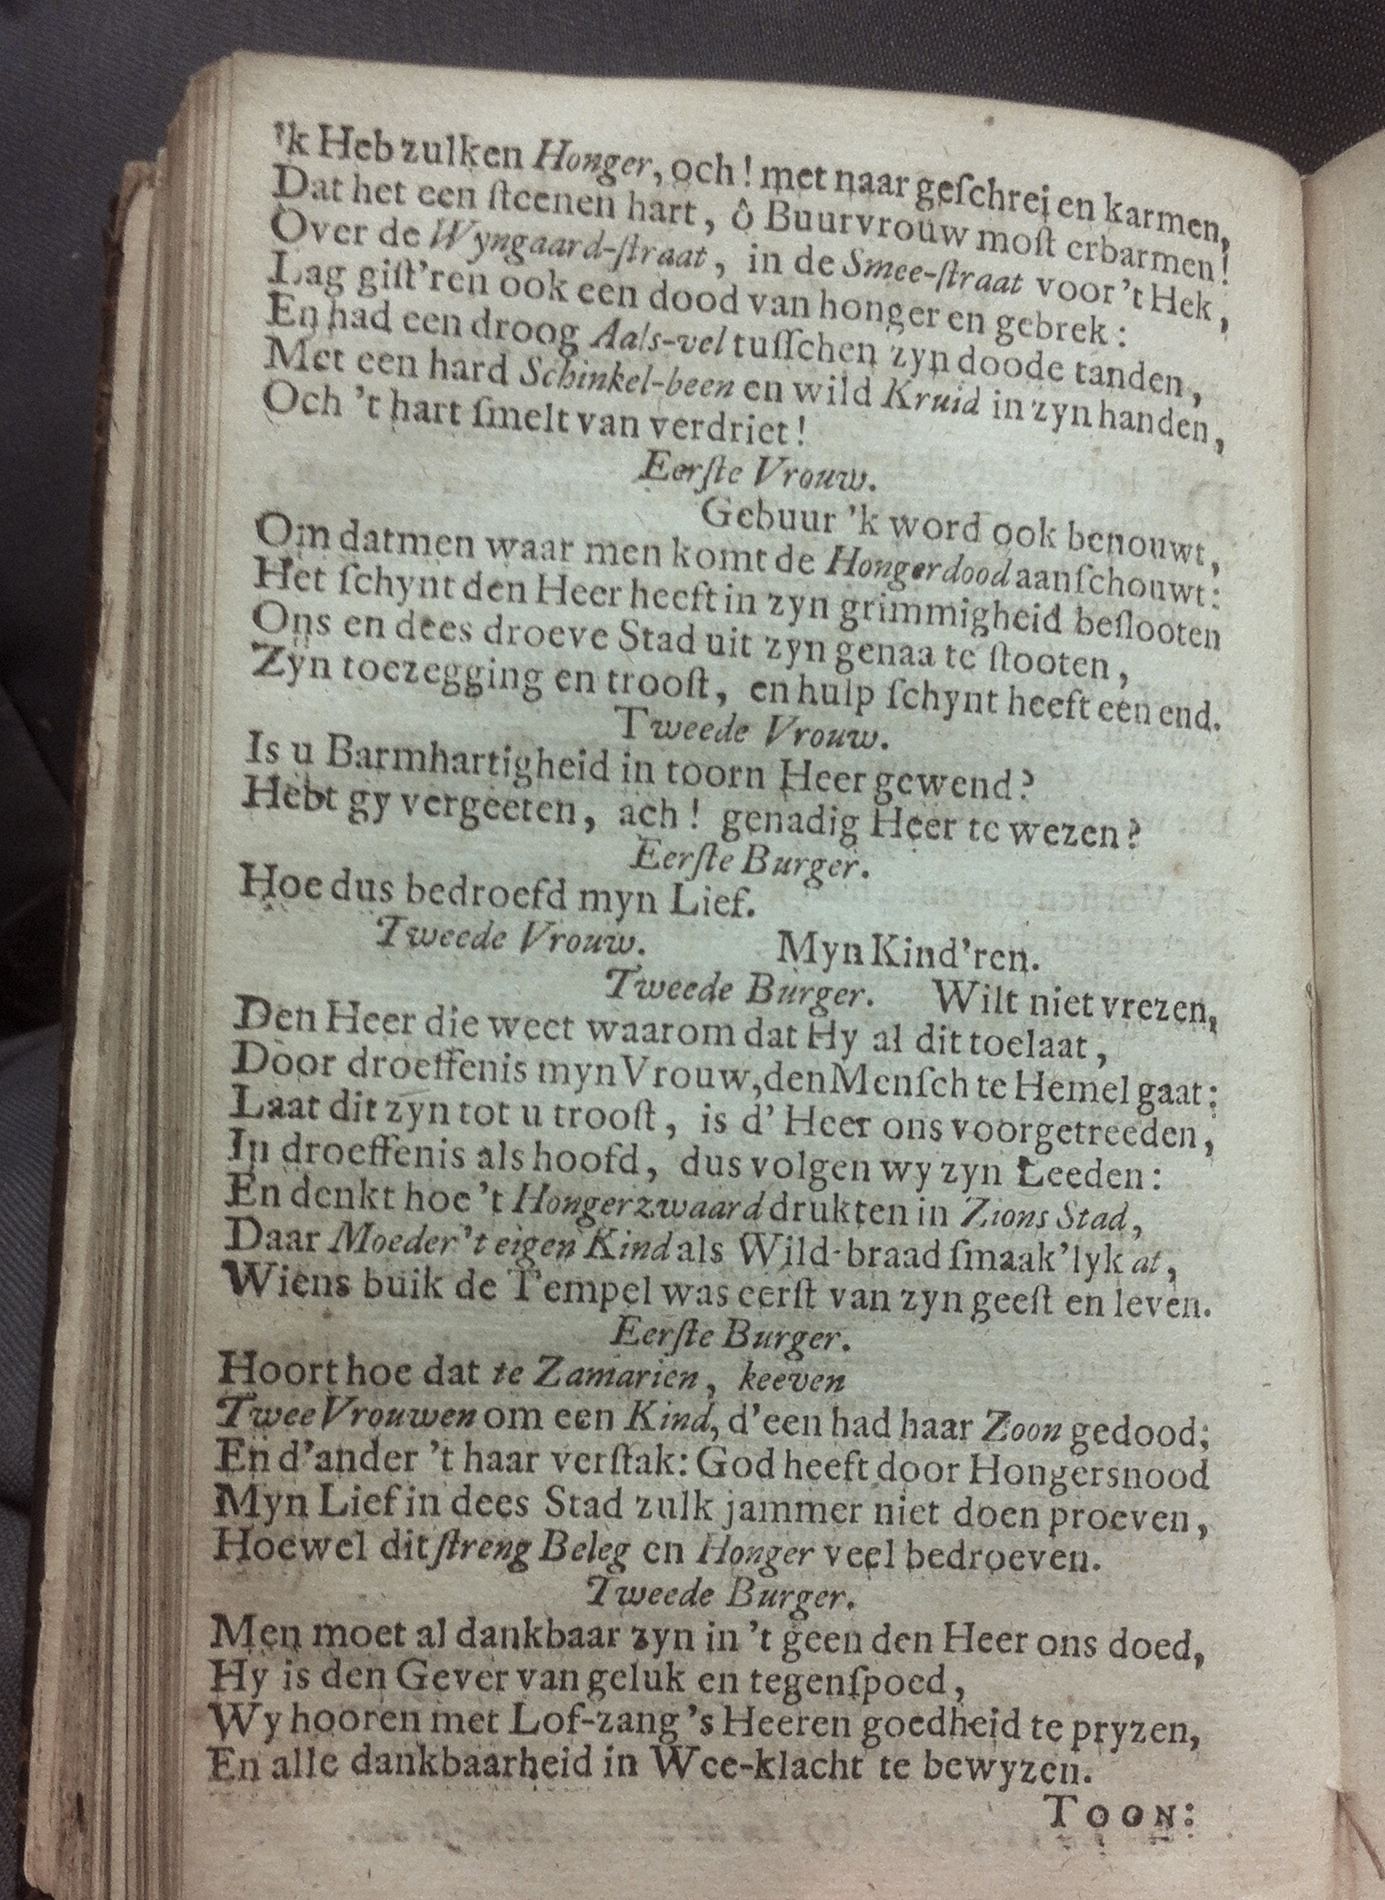 'k Heb zulken Honger, och! met naar geſchrei en karmen,
Dat het een ſteenen hart, ô Buurvrouw moſt erbarmen!
Over de Wyngaard-ſtraat, in de Smee-ſtraat voor 't Hek,
Lag giſt'ren ook een dood van honger en gebrek:
En had een droog Aals-vel tuſſchen zyn doode tanden,
Met een hard Schinkel-been en wild Kruid in zyn handen,
Och 't hart ſmelt van verdriet!
Eerſte Vrouw.
Gebuur 'k word ook benouwt,
Om datmen waar men komt de Hongerdood aanſchouwt:
Het ſchynt den Heer heeft in zyn grimmigheid beſlooten
Ons en dees droeve Stad uit zyn genaa te ſtooten,
Zyn toezegging en trooſt, en hulp ſchynt heeft een end.
Tweede Vrouw.
Is u Barmhartigheid in toorn Heer gewend?
Hebt gy vergeeten, ach! genadig Heer te wezen?
Eerſte Burger.
Hoe dus bedroefd myn Lief.
Tweede Vrouw. Myn Kind'ren.
Tweede Burger. Wilt niet vrezen,
Den Heer die weet waarom dat Hy al dit toelaat,
Door droeffenis myn Vrouw, den Menſch te Hemel gaat;
Laat dit zyn tot u trooſt, is d' Heer ons voorgetreeden,
In droeffenis als hoofd, dus volgen wy zyn Leeden:
En denkt hoe 't Hongerzwaard drukten in Zions Stad,
Daar Moeder 't eigen Kind als Wild-braad ſmaak'lyk at,
Wiens buik de Tempel was eerſt van zyn geeſt en leven.
Eerſte Burger.
Hoort hoe dat te Zamarien, keeven
Twee Vrouwen om een Kind, d'een had haar Zoon gedood;
En d'ander 't haar verſtak: God heeft door Hongersnood
Myn Lief in dees Stad zulk jammer niet doen proeven,
Hoewel dit ſtreng Beleg en Honger veel bedroeven.
Tweede Burger.
Men moet al dankbaar zyn in 't geen den Heer ons doed,
Hy is den Gever van geluk en tegenſpoed,
Wy hooren met Lof-zang 's Heeren goedheid te pryzen,
En alle dankbaarheid in Wee-klacht te bewyzen.
TOON: